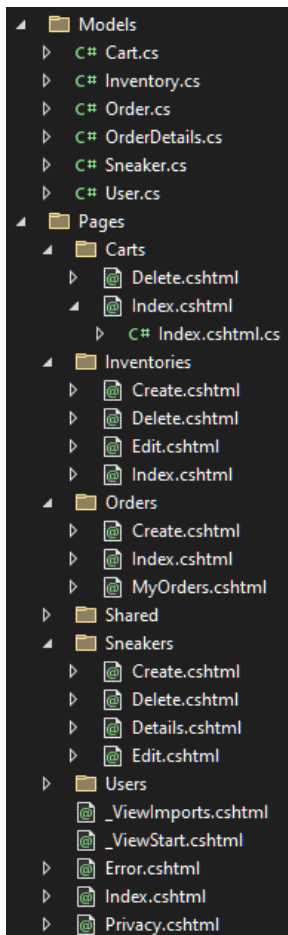 Models
C# Cart.cs
C# Inventory.cs
C# Order.cs
C# OrderDetails.cs
C# Sneaker.cs
C# User.cs
Pages
Carts
@ Delete.cshtml
@ Index.cshtml
C# Index.cshtml.cs
Inventories
@ Create.cshtml
@ Delete.cshtml
@ Edit.cshtml
@ Index.cshtml
Orders
@ Create.cshtml
@ Index.cshtml
@ MyOrders.cshtml
Shared
Sneakers
@ Create.cshtml
@ Delete.cshtml
@ Details.cshtml
@ Edit.cshtml
Users
@ _ViewImports.cshtml
@ _ViewStart.cshtml
@ Error.cshtml
@ Index.cshtml
@ Privacy.cshtml